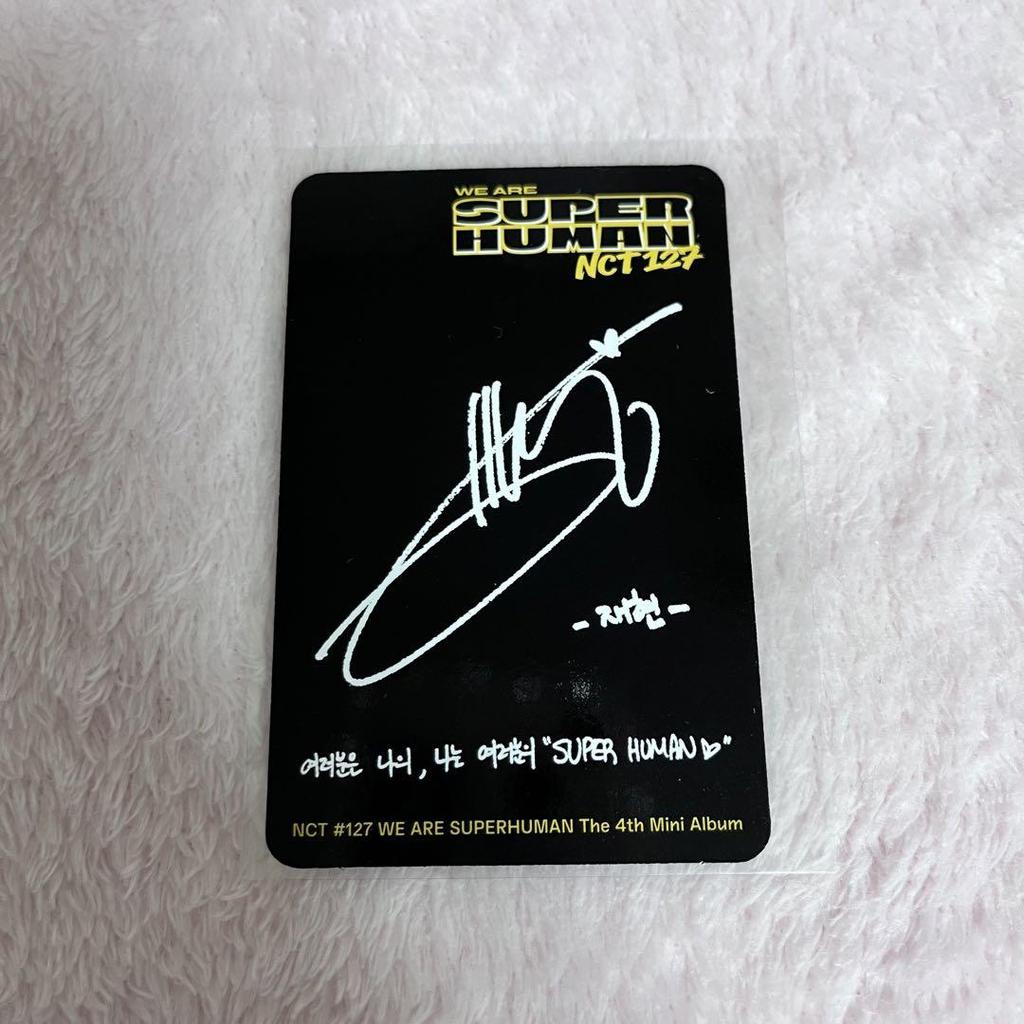 WE ARE
SUPER
HUMAN
NCT 127
- 재현 -
여러분은 나의, 나는 여러분의 "SUPER HUMAN♡"
NCT #127 WE ARE SUPERHUMAN The 4th Mini Album